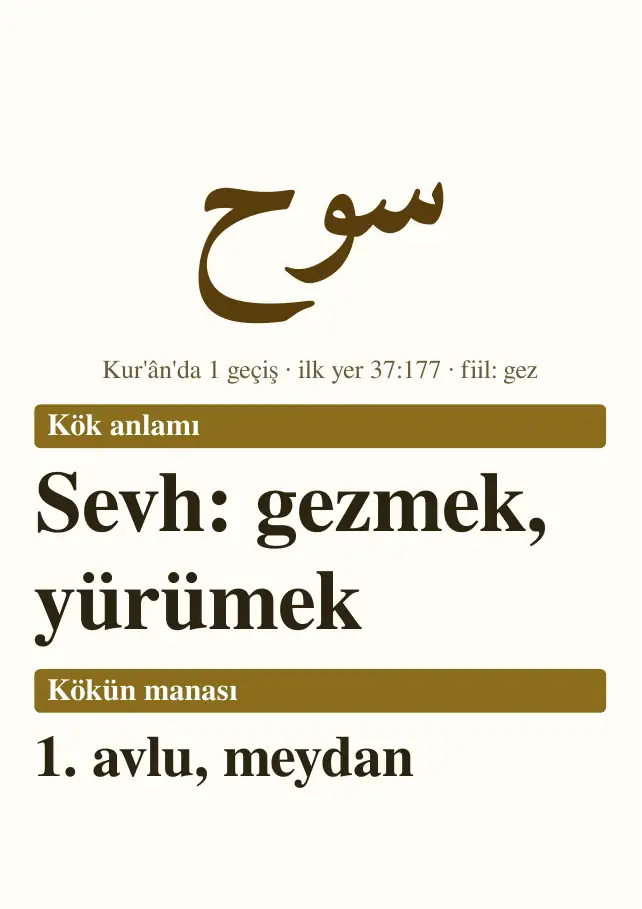 سوح
Kur'ân'da 1 geçiş · ilk yer 37:177 · fiil: gez
Kök anlamı
Sevh: gezmek,
yürümek
Kökün manası
1. avlu, meydan